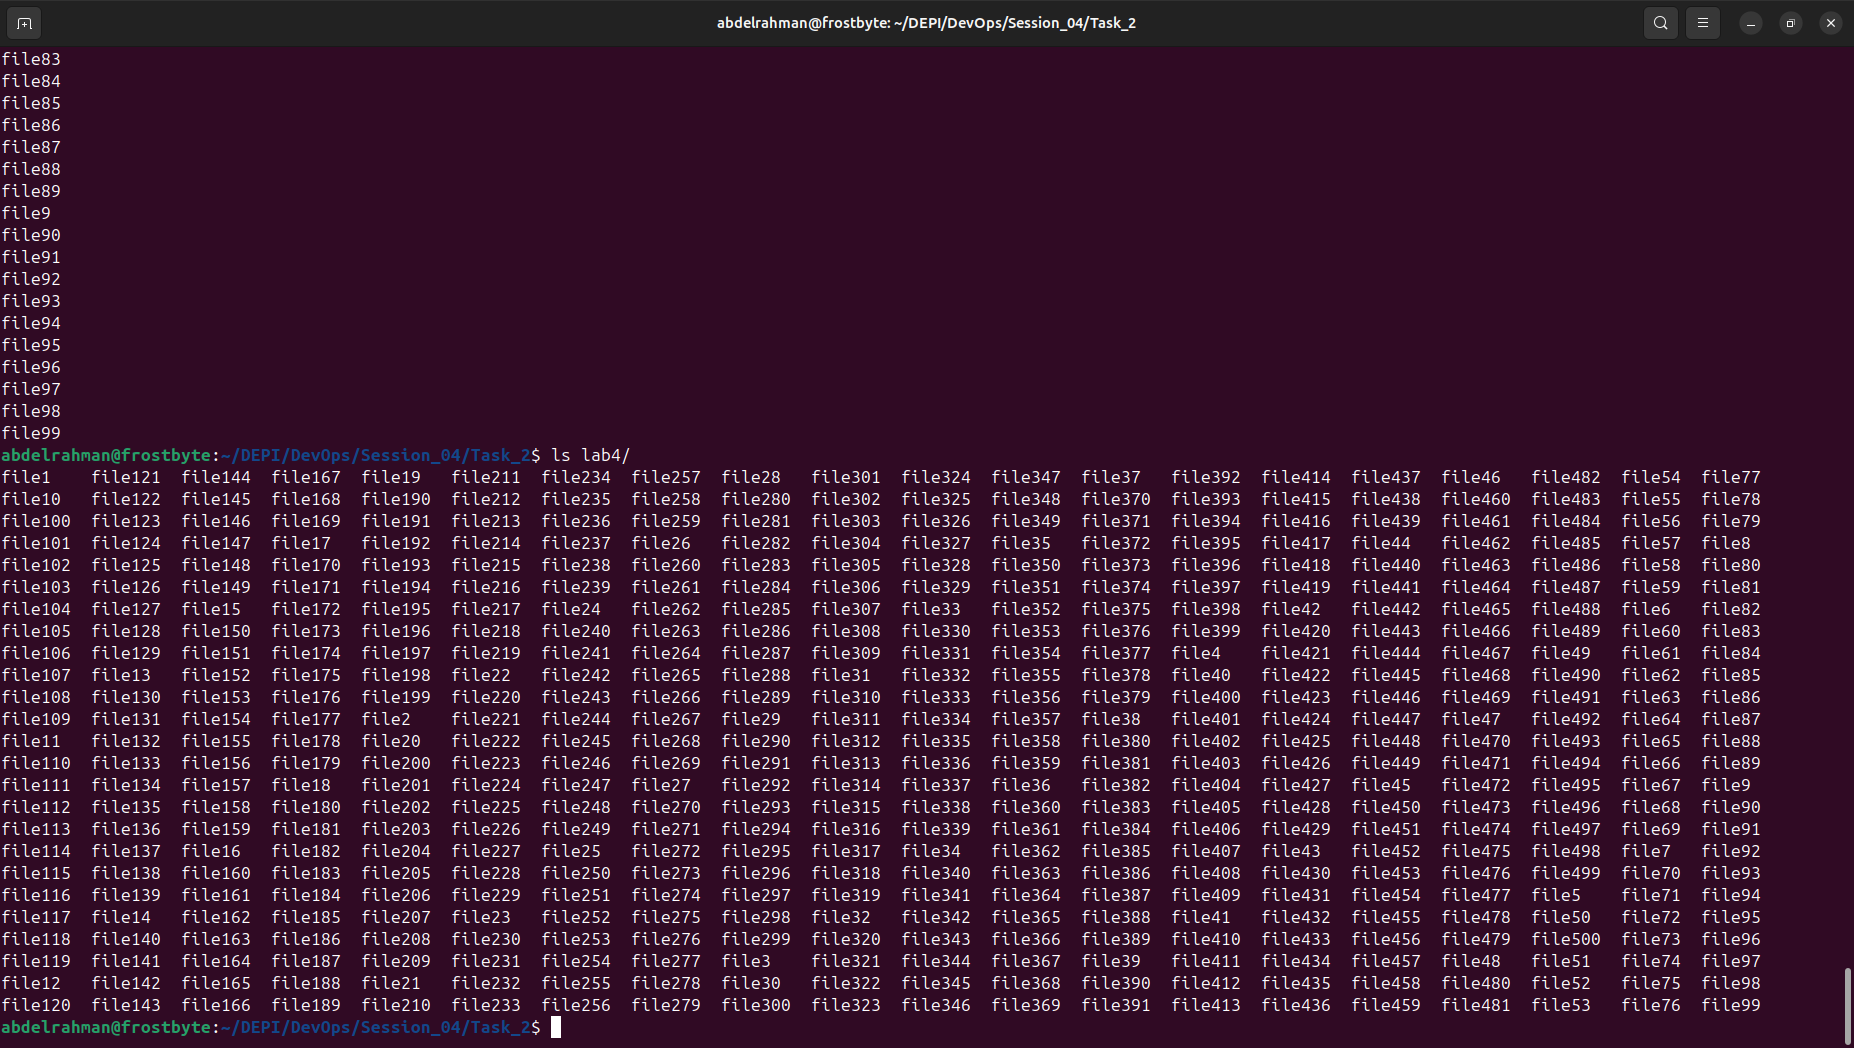 abdelrahman@frostbyte: ~/DEPI/DevOps/Session_04/Task_2
file83
file84
file85
file86
file87
file88
file89
file9
file90
file91
file92
file93
file94
file95
file96
file97
file98
file99
abdelrahman@frostbyte:~/DEPI/DevOps/Session_04/Task_2$ ls lab4/
file1 file121 file144 file167 file19 file211 file234 file257 file28 file301 file324 file347 file37 file392 file414 file437 file46 file482 file54 file77
file10 file122 file145 file168 file190 file212 file235 file258 file280 file302 file325 file348 file370 file393 file415 file438 file460 file483 file55 file78
file100 file123 file146 file169 file191 file213 file236 file259 file281 file303 file326 file349 file371 file394 file416 file439 file461 file484 file56 file79
file101 file124 file147 file17 file192 file214 file237 file26 file282 file304 file327 file35 file372 file395 file417 file44 file462 file485 file57 file8
file102 file125 file148 file170 file193 file215 file238 file260 file283 file305 file328 file350 file373 file396 file418 file440 file463 file486 file58 file80
file103 file126 file149 file171 file194 file216 file239 file261 file284 file306 file329 file351 file374 file397 file419 file441 file464 file487 file59 file81
file104 file127 file15 file172 file195 file217 file24 file262 file285 file307 file33 file352 file375 file398 file42 file442 file465 file488 file6 file82
file105 file128 file150 file173 file196 file218 file240 file263 file286 file308 file330 file353 file376 file399 file420 file443 file466 file489 file60 file83
file106 file129 file151 file174 file197 file219 file241 file264 file287 file309 file331 file354 file377 file4 file421 file444 file467 file49 file61 file84
file107 file13 file152 file175 file198 file22 file242 file265 file288 file31 file332 file355 file378 file40 file422 file445 file468 file490 file62 file85
file108 file130 file153 file176 file199 file220 file243 file266 file289 file310 file333 file356 file379 file400 file423 file446 file469 file491 file63 file86
file109 file131 file154 file177 file2 file221 file244 file267 file29 file311 file334 file357 file38 file401 file424 file447 file47 file492 file64 file87
file11 file132 file155 file178 file20 file222 file245 file268 file290 file312 file335 file358 file380 file402 file425 file448 file470 file493 file65 file88
file110 file133 file156 file179 file200 file223 file246 file269 file291 file313 file336 file359 file381 file403 file426 file449 file471 file494 file66 file89
file111 file134 file157 file18 file201 file224 file247 file27 file292 file314 file337 file36 file382 file404 file427 file45 file472 file495 file67 file9
file112 file135 file158 file180 file202 file225 file248 file270 file293 file315 file338 file360 file383 file405 file428 file450 file473 file496 file68 file90
file113 file136 file159 file181 file203 file226 file249 file271 file294 file316 file339 file361 file384 file406 file429 file451 file474 file497 file69 file91
file114 file137 file16 file182 file204 file227 file25 file272 file295 file317 file34 file362 file385 file407 file43 file452 file475 file498 file7 file92
file115 file138 file160 file183 file205 file228 file250 file273 file296 file318 file340 file363 file386 file408 file430 file453 file476 file499 file70 file93
file116 file139 file161 file184 file206 file229 file251 file274 file297 file319 file341 file364 file387 file409 file431 file454 file477 file5 file71 file94
file117 file14 file162 file185 file207 file23 file252 file275 file298 file32 file342 file365 file388 file41 file432 file455 file478 file50 file72 file95
file118 file140 file163 file186 file208 file230 file253 file276 file299 file320 file343 file366 file389 file410 file433 file456 file479 file500 file73 file96
file119 file141 file164 file187 file209 file231 file254 file277 file3 file321 file344 file367 file39 file411 file434 file457 file48 file51 file74 file97
file12 file142 file165 file188 file21 file232 file255 file278 file30 file322 file345 file368 file390 file412 file435 file458 file480 file52 file75 file98
file120 file143 file166 file189 file210 file233 file256 file279 file300 file323 file346 file369 file391 file413 file436 file459 file481 file53 file76 file99
abdelrahman@frostbyte:~/DEPI/DevOps/Session_04/Task_2$